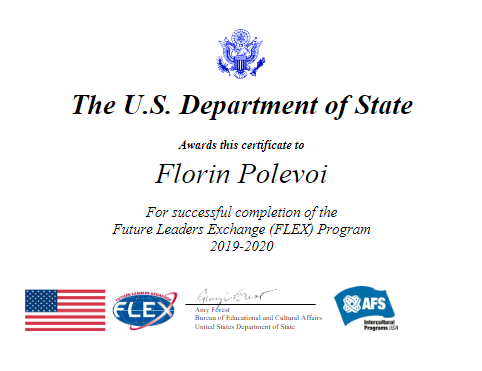 The U.S. Department of State
Awards this certificate to
Florin Polevoi
For successful completion of the
Future Leaders Exchange (FLEX) Program
2019-2020
FUTURE LEADERS EXCHANGE
FLEX
Amy Forest
Bureau of Educational and Cultural Affairs
United States Department of State
AFS
Intercultural
Programs USA